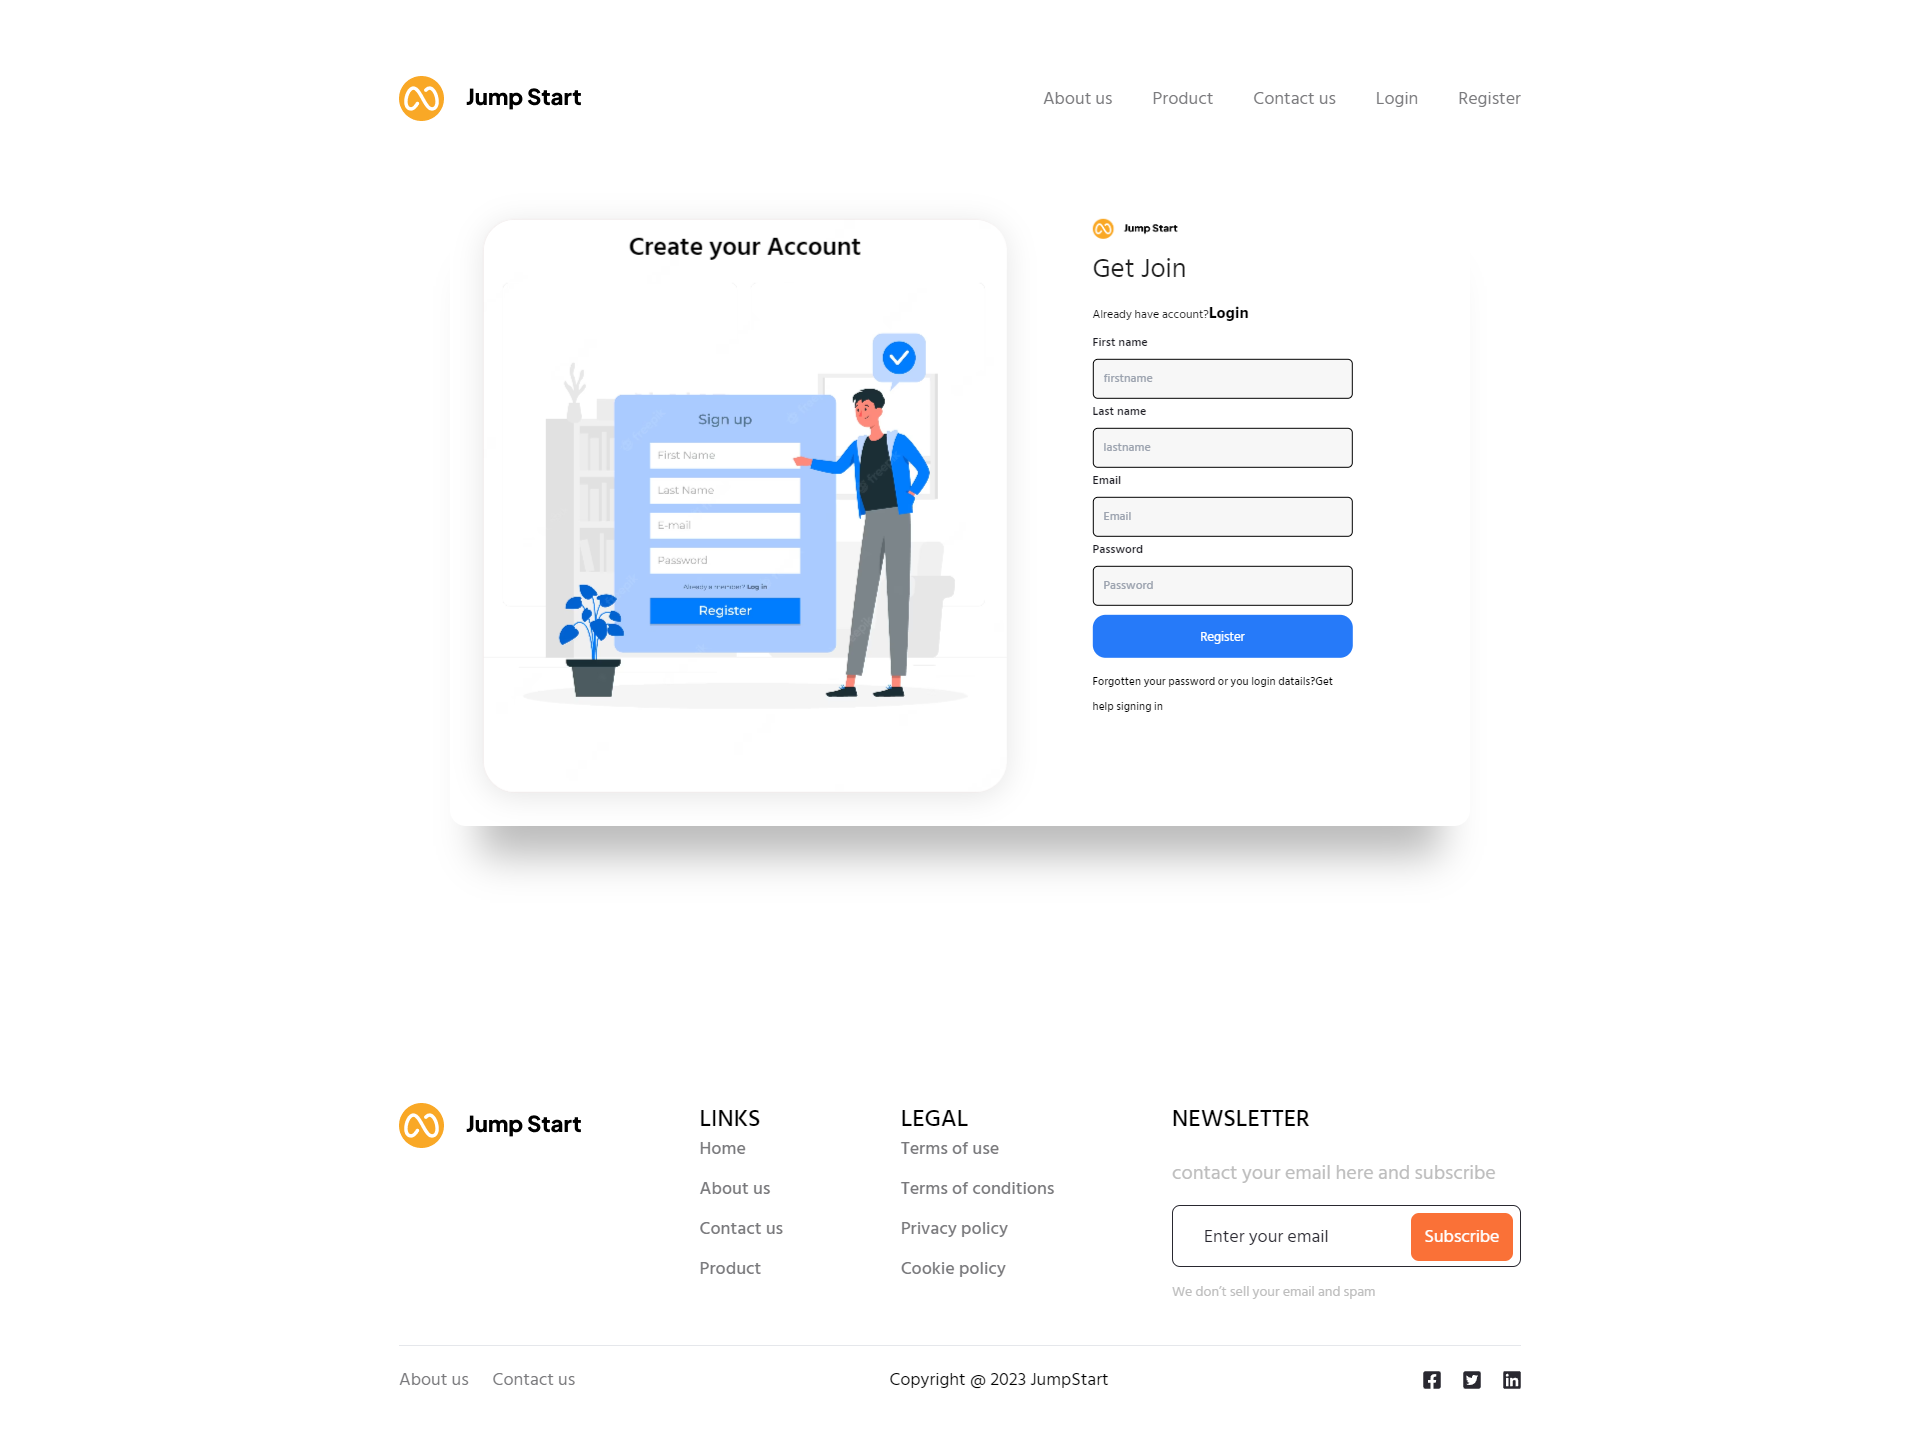 Jump Start
About us
Product
Contact us
Login
Register
Create your Account
Sign up
First Name
Last Name
E-mail
Password
Already a member? Log in
Register
Jump Start
Get Join
Already have account?Login
First name
firstname
Last name
lastname
Email
Email
Password
Password
Register
Forgotten your password or you login datails?Get
help signing in
Jump Start
LINKS
Home
About us
Contact us
Product
LEGAL
Terms of use
Terms of conditions
Privacy policy
Cookie policy
NEWSLETTER
contact your email here and subscribe
Enter your email
Subscribe
We don’t sell your email and spam
About us
Contact us
Copyright @ 2023 JumpStart